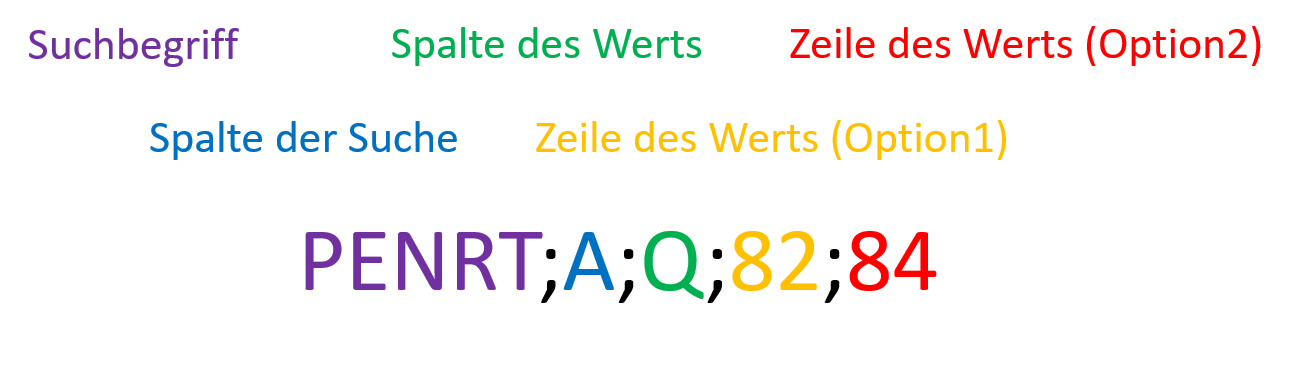 Suchbegriff Spalte des Werts Zeile des Werts (Option2)
Spalte der Suche Zeile des Werts (Option1)
PENRT;A;Q;82;84